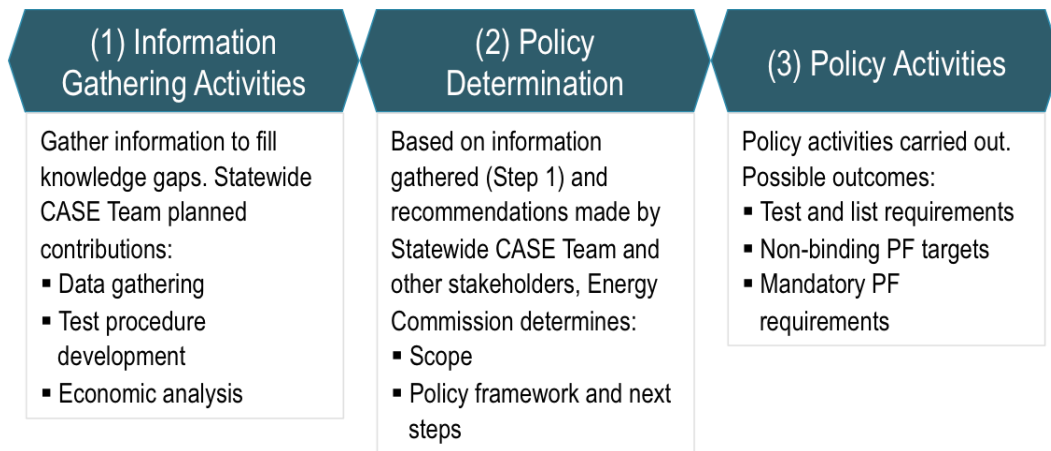 (1) Information
Gathering Activities
Gather information to fill
knowledge gaps. Statewide
CASE Team planned
contributions:
▪ Data gathering
▪ Test procedure
development
▪ Economic analysis
(2) Policy
Determination
Based on information
gathered (Step 1) and
recommendations made by
Statewide CASE Team and
other stakeholders, Energy
Commission determines:
▪ Scope
▪ Policy framework and next
steps
(3) Policy Activities
Policy activities carried out.
Possible outcomes:
▪ Test and list requirements
▪ Non-binding PF targets
▪ Mandatory PF
requirements